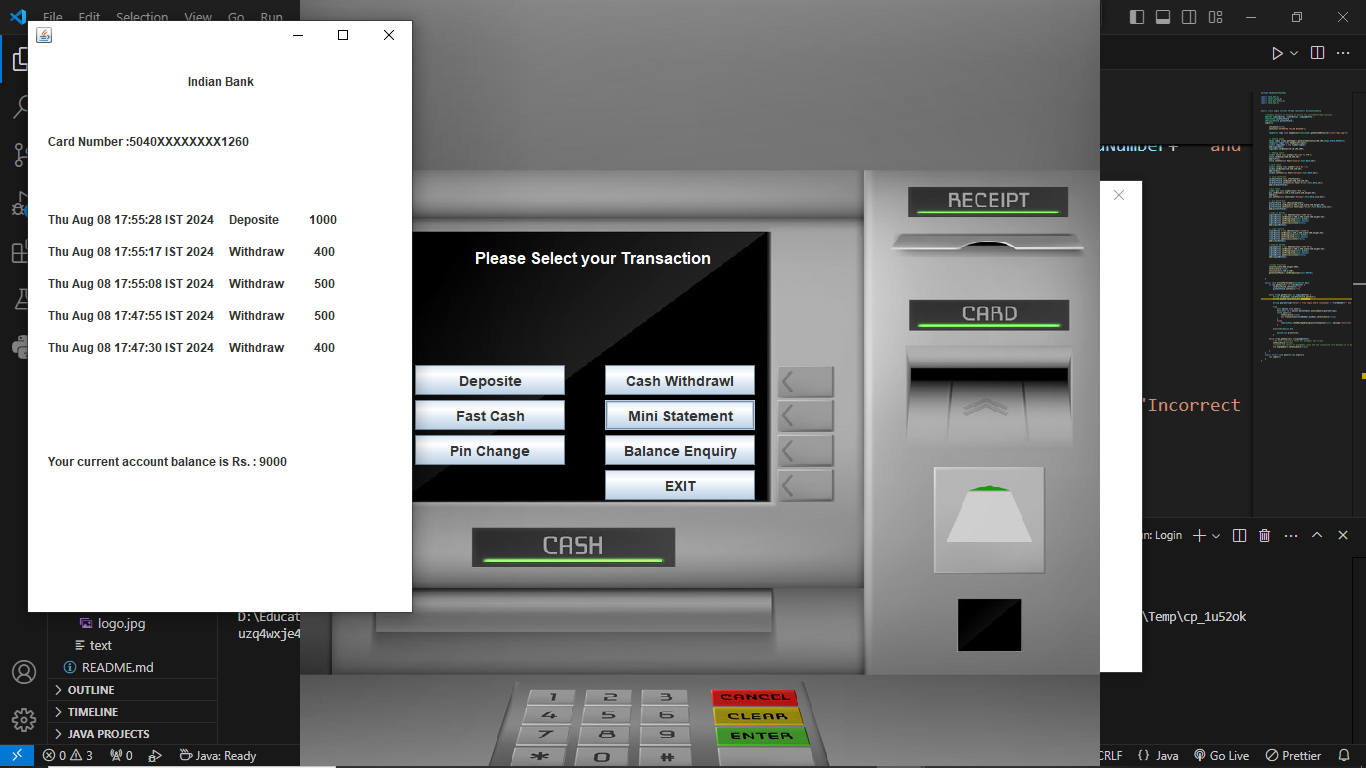 File Edit Selection View Go Run
Indian Bank
Card Number :5040XXXXXXXX1260
Thu Aug 08 17:55:28 IST 2024 Deposite 1000
Thu Aug 08 17:55:17 IST 2024 Withdraw 400
Thu Aug 08 17:55:08 IST 2024 Withdraw 500
Thu Aug 08 17:47:55 IST 2024 Withdraw 500
Thu Aug 08 17:47:30 IST 2024 Withdraw 400
Your current account balance is Rs. : 9000
Please Select your Transaction
Deposite Cash Withdrawl
Fast Cash Mini Statement
Pin Change Balance Enquiry
EXIT
CASH
RECEIPT
CARD
1 2 3 CANCEL
4 5 6 CLEAR
7 8 9 ENTER
* 0 #
and
"Incorrect
n: Login
D:\Educat
uzq4wxje4
\Temp\cp_1u52ok
logo.jpg
text
README.md
OUTLINE
TIMELINE
JAVA PROJECTS
0 3 0 Java: Ready CRLF {} Java Go Live Prettier